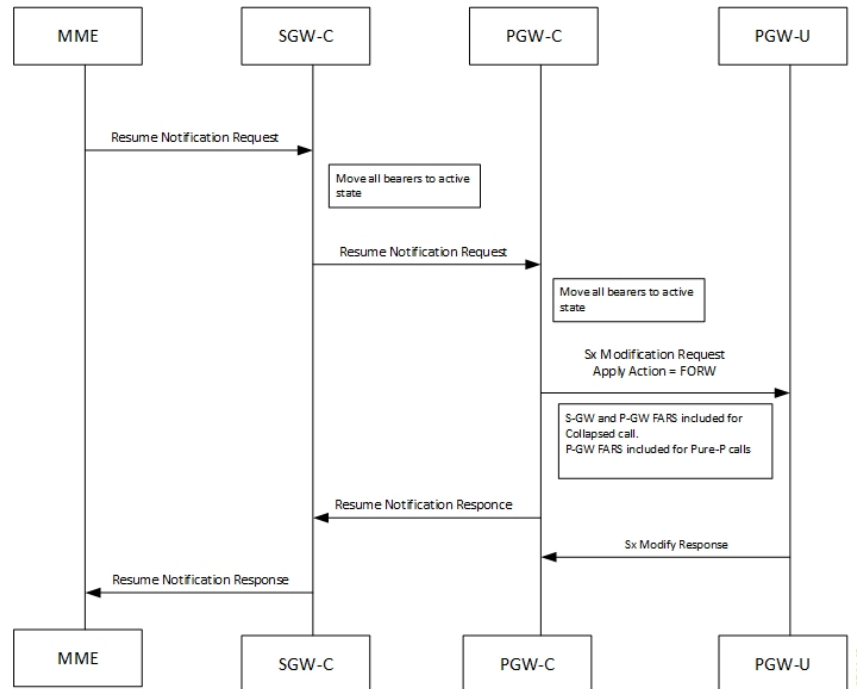 MME
SGW-C
PGW-C
PGW-U
Resume Notification Request
Move all bearers to active
state
Resume Notification Request
Move all bearers to active
state
Sx Modification Request
Apply Action = FORW
S-GW and P-GW FARS included for
Collapsed call.
P-GW FARS included for Pure-P calls
Resume Notification Responce
Sx Modify Response
Resume Notification Response
MME
SGW-C
PGW-C
PGW-U